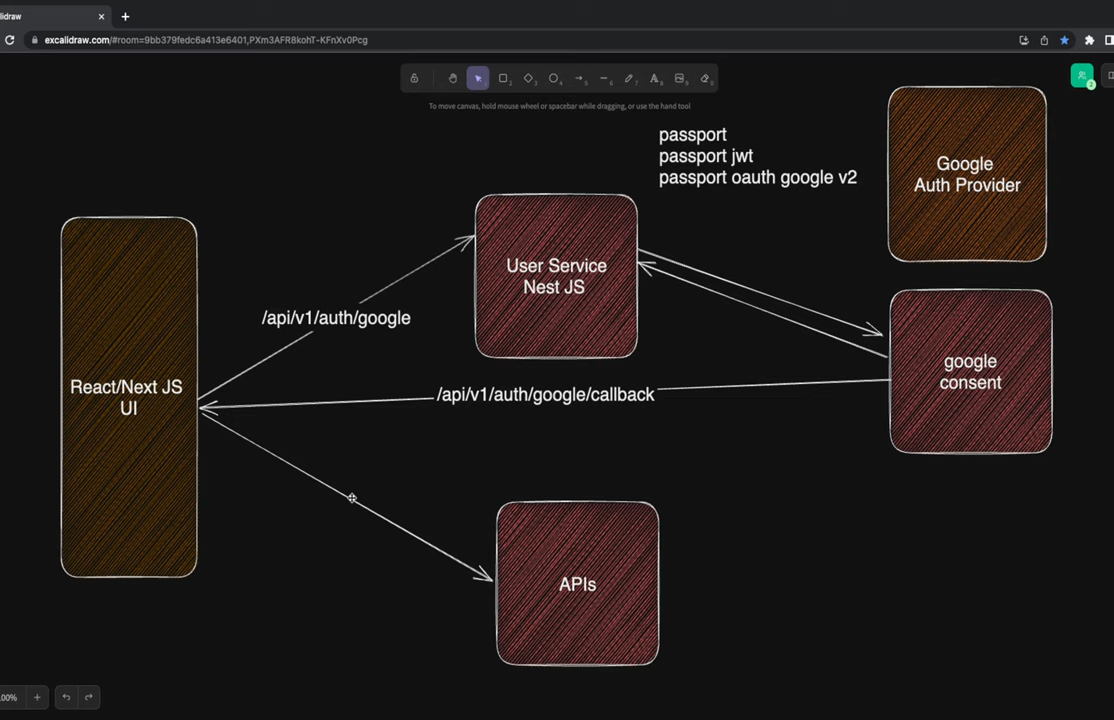 lidraw
excalidraw.com/#room=9bb379fedc6a413e6401,PXm3AFR8kohT-KFnXv0Pcg
To move canvas, hold mouse wheel or spacebar while dragging, or use the hand tool
passport
passport jwt
passport oauth google v2
Google
Auth Provider
User Service
Nest JS
/api/v1/auth/google
google
consent
React/Next JS
UI
/api/v1/auth/google/callback
APIs
00%